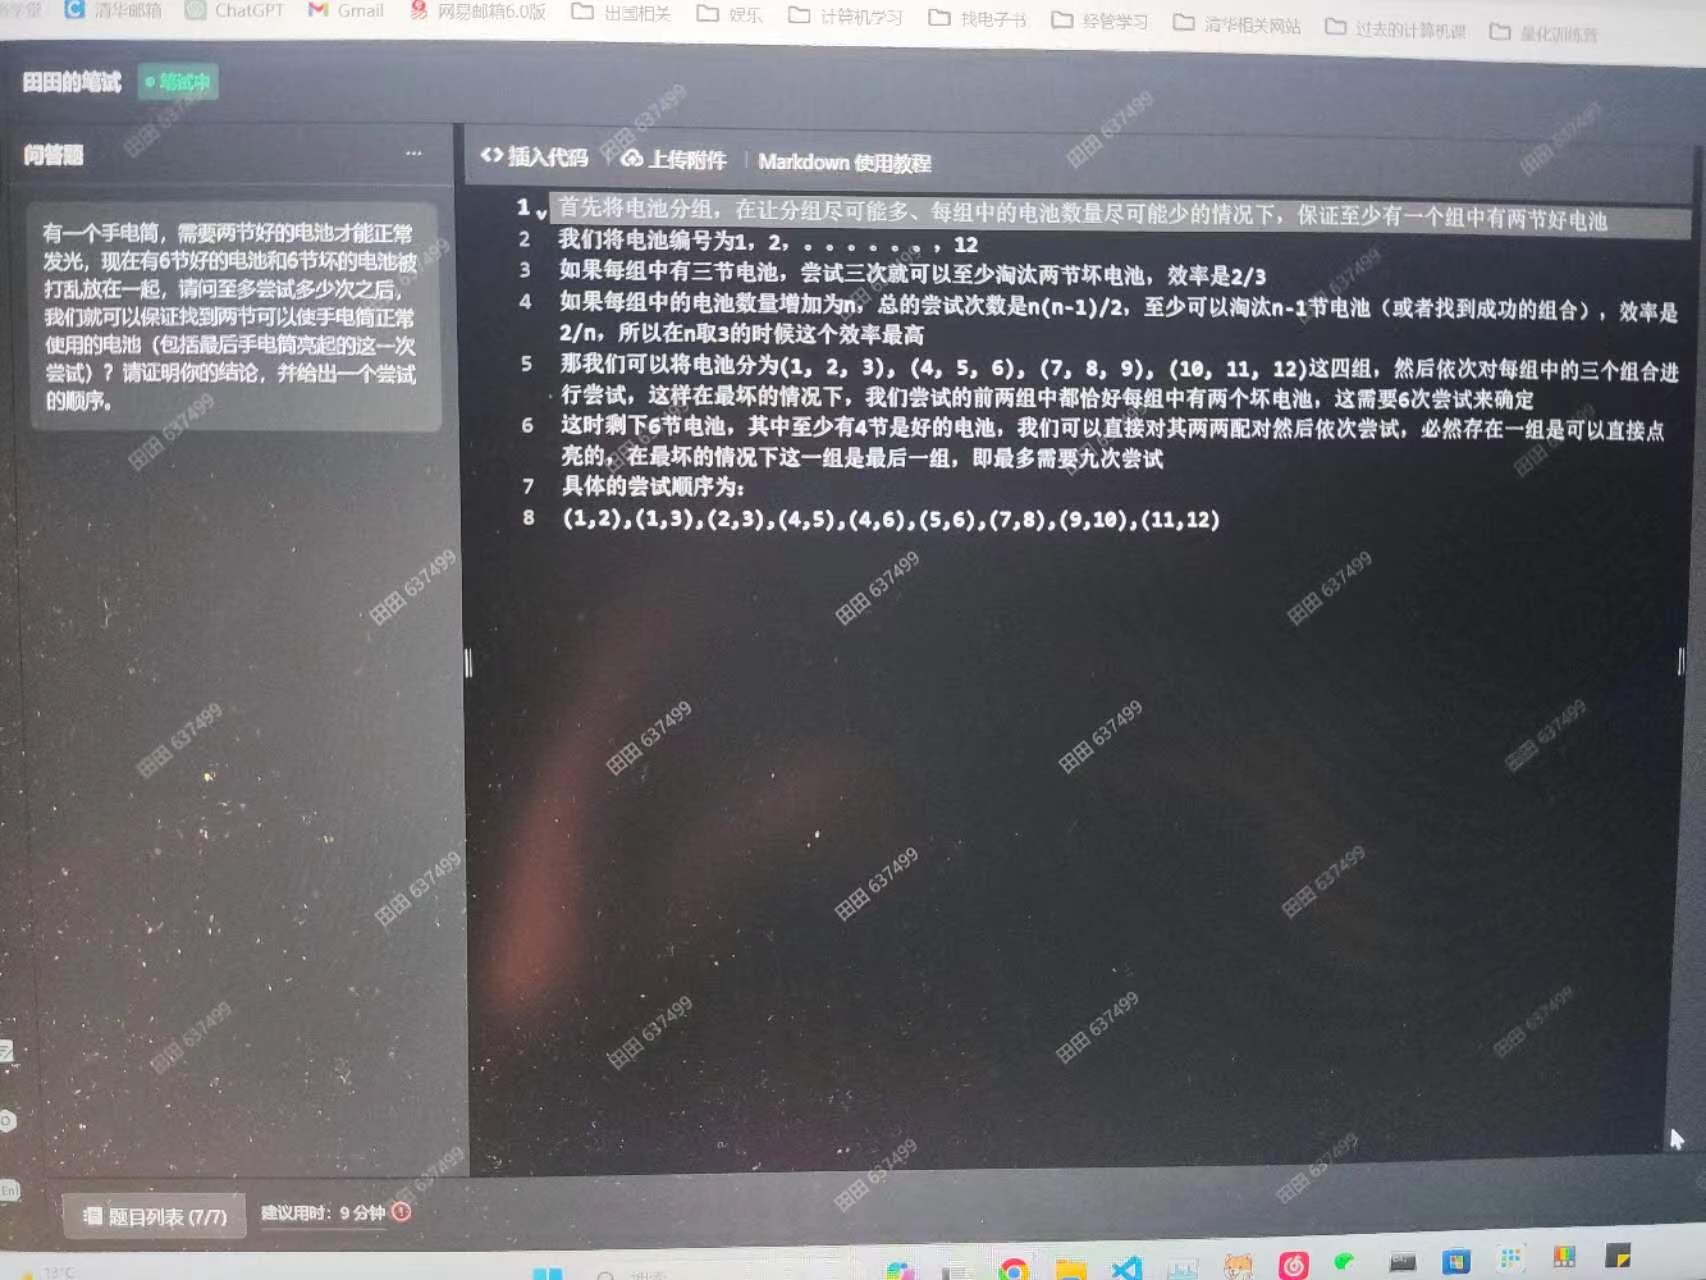 清华邮箱
ChatGPT
Gmail
网易邮箱6.0版
出国相关
娱乐
计算机学习
找电子书
经管学习
清华相关网站
过去的计算机课
量化训练营
田田的笔试
笔试中
问答题
...
插入代码
上传附件
Markdown 使用教程
有一个手电筒，需要两节好的电池才能正常
发光，现在有6节好的电池和6节坏的电池被
打乱放在一起，请问至多尝试多少次之后，
我们就可以保证找到两节可以使手电筒正常
使用的电池（包括最后手电筒亮起的这一次
尝试）？请证明你的结论，并给出一个尝试
的顺序。
1 首先将电池分组，在让分组尽可能多、每组中的电池数量尽可能少的情况下，保证至少有一个组中有两节好电池
2 我们将电池编号为1，2，。。。。。。。，12
3 如果每组中有三节电池，尝试三次就可以至少淘汰两节坏电池，效率是2/3
4 如果每组中的电池数量增加为n，总的尝试次数是n(n-1)/2，至少可以淘汰n-1节电池（或者找到成功的组合），效率是
2/n，所以在n取3的时候这个效率最高
5 那我们可以将电池分为(1, 2, 3), (4, 5, 6), (7, 8, 9), (10, 11, 12)这四组，然后依次对每组中的三个组合进
行尝试，这样在最坏的情况下，我们尝试的前两组中都恰好每组中有两个坏电池，这需要6次尝试来确定
6 这时剩下6节电池，其中至少有4节是好的电池，我们可以直接对其两两配对然后依次尝试，必然存在一组是可以直接点
亮的，在最坏的情况下这一组是最后一组，即最多需要九次尝试
7 具体的尝试顺序为：
8 (1,2),(1,3),(2,3),(4,5),(4,6),(5,6),(7,8),(9,10),(11,12)
田田 637499
题目列表 (7/7)
建议用时：9 分钟
13°C